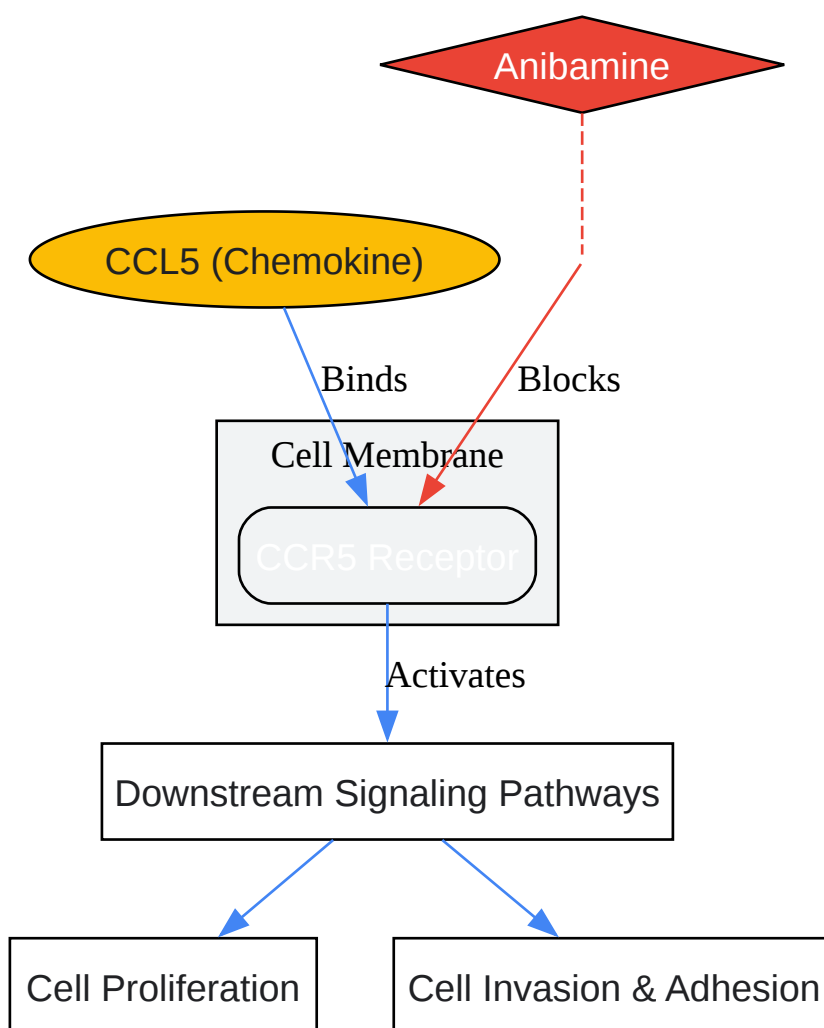 Anibamine
CCL5 (Chemokine)
Binds
Blocks
Cell Membrane
CCR5 Receptor
Activates
Downstream Signaling Pathways
Cell Proliferation
Cell Invasion & Adhesion